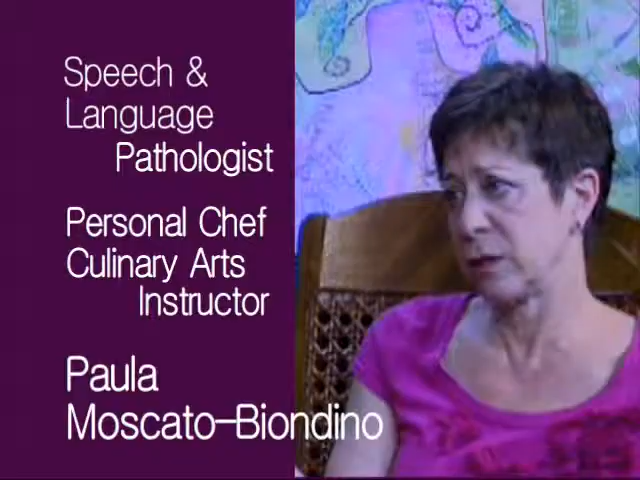 Speech &
Language
Pathologist
Personal Chef
Culinary Arts
Instructor
Paula
Moscato-Biondino